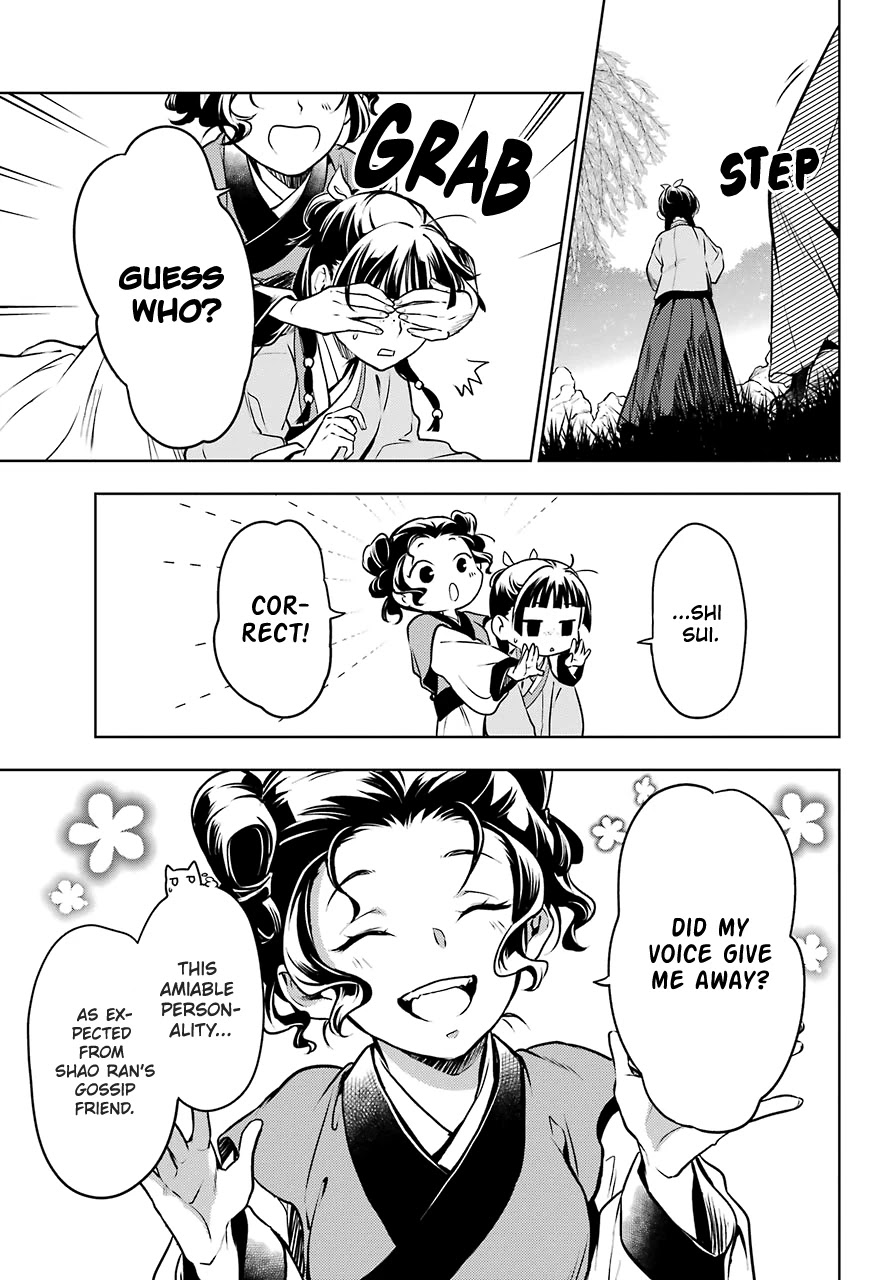 STEP
GRAB
GUESS
WHO?
...SHI
SUI.
COR-
RECT!
DID MY
VOICE GIVE
ME AWAY?
THIS
AMIABLE
PERSON-
ALITY...
AS EX-
PECTED
FROM
SHAO RAN'S
GOSSIP
FRIEND.